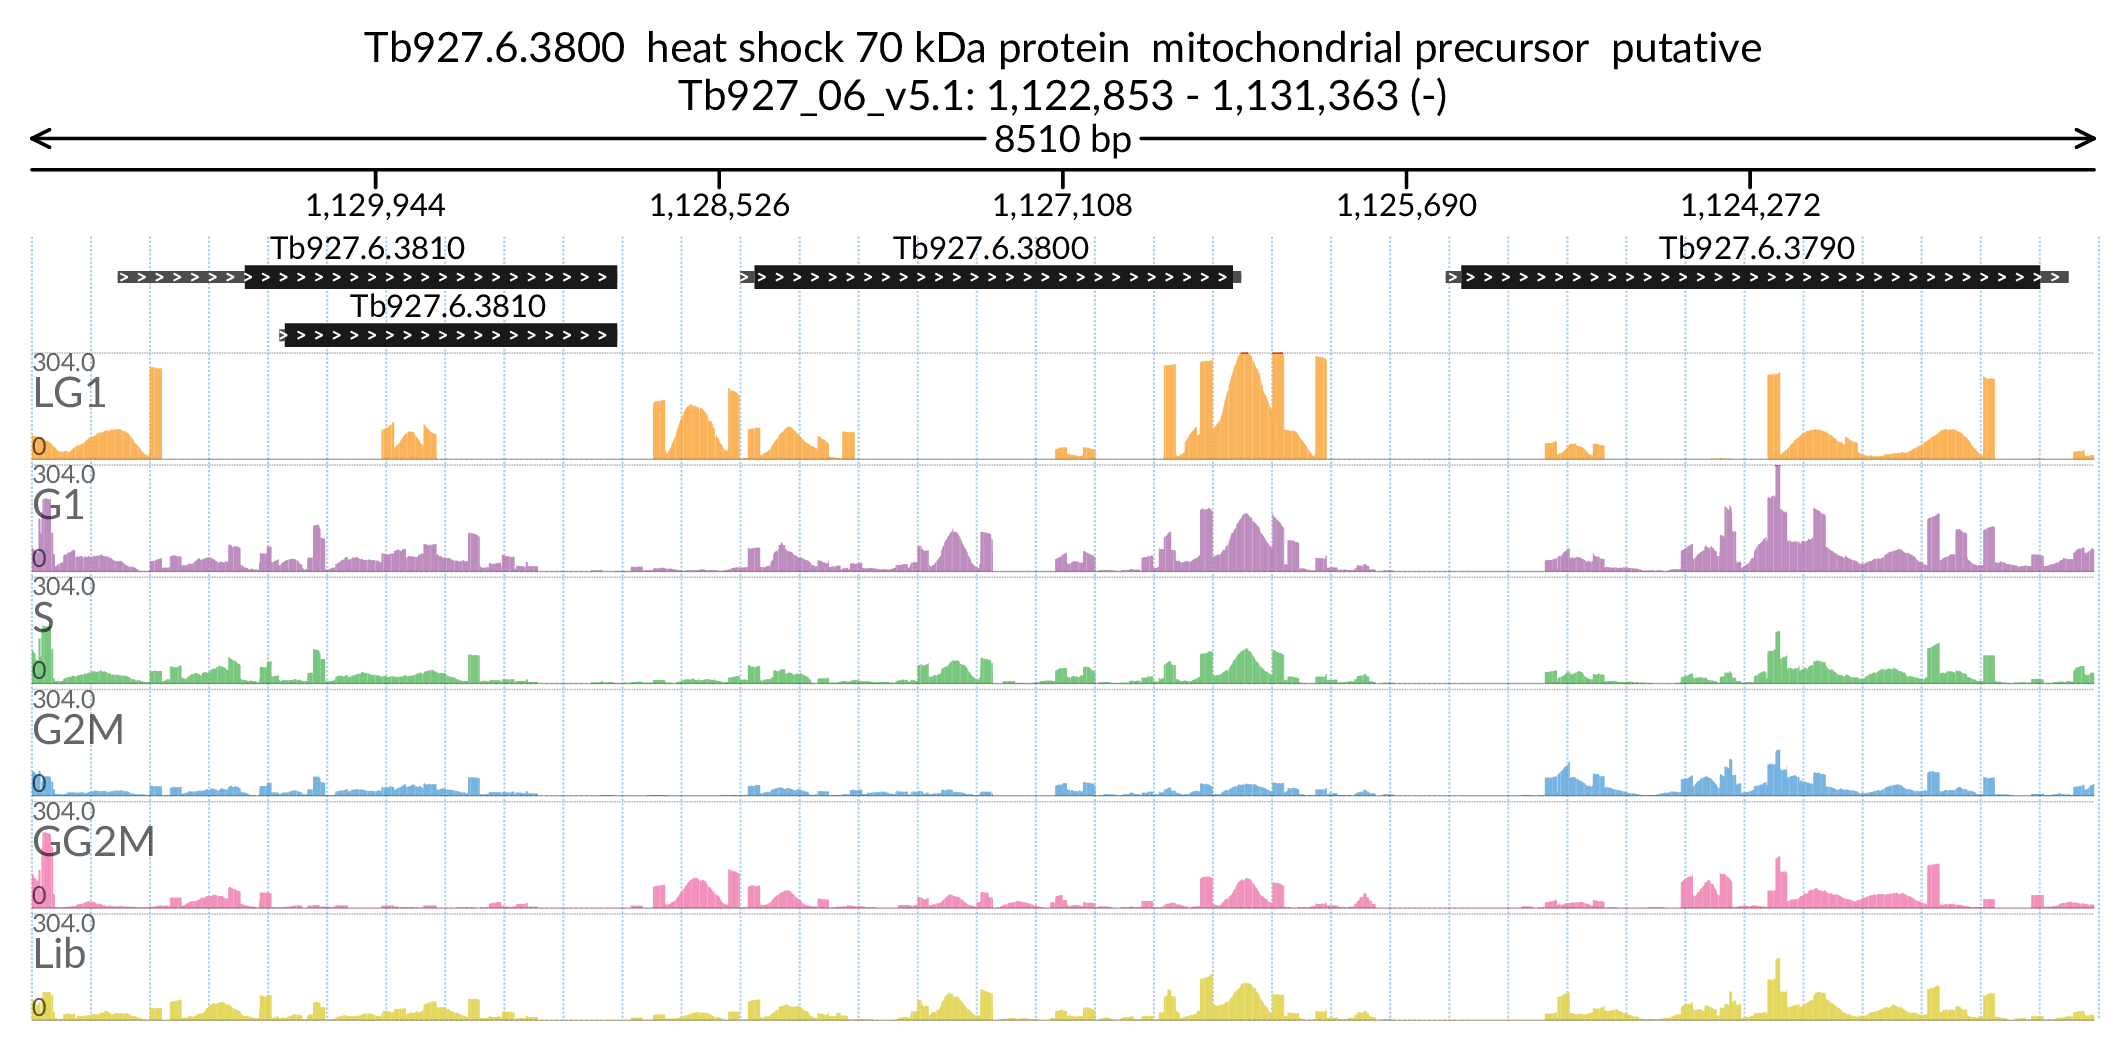 Tb927.6.3800 heat shock 70 kDa protein mitochondrial precursor putative
Tb927_06_v5.1: 1,122,853 - 1,131,363 (-)
8510 bp
1,129,944 1,128,526 1,127,108 1,125,690 1,124,272
Tb927.6.3810 Tb927.6.3800 Tb927.6.3790
Tb927.6.3810
304.0
LG1
0
304.0
G1
0
304.0
S
0
304.0
G2M
0
304.0
GG2M
0
304.0
Lib
0